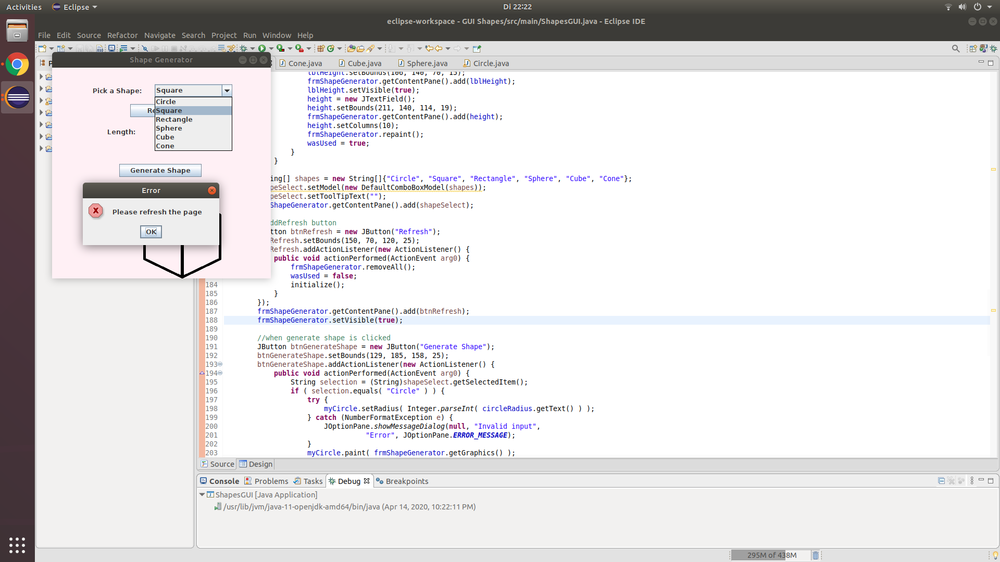 Activities
Eclipse
Di 22:22
eclipse-workspace - GUI Shapes/src/main/ShapesGUI.java - Eclipse IDE
File Edit Source Refactor Navigate Search Project Run Window Help
Shape Generator
Pick a Shape:
Square
Circle
Square
Rectangle
Sphere
Cube
Cone
Re
Length:
Generate Shape
Error
Please refresh the page
OK
Cone.java
Cube.java
Sphere.java
Circle.java
lblHeight.setBounds(106, 140, 70, 15);
frmShapeGenerator.getContentPane().add(lblHeight);
lblHeight.setVisible(true);
height = new JTextField();
height.setBounds(211, 140, 114, 19);
frmShapeGenerator.getContentPane().add(height);
height.setColumns(10);
frmShapeGenerator.repaint();
wasUsed = true;
}
}
ing[] shapes = new String[]{"Circle", "Square", "Rectangle", "Sphere", "Cube", "Cone"};
peSelect.setModel(new DefaultComboBoxModel(shapes));
peSelect.setToolTipText("");
ShapeGenerator.getContentPane().add(shapeSelect);
ddRefresh button
tton btnRefresh = new JButton("Refresh");
Refresh.setBounds(150, 70, 120, 25);
Refresh.addActionListener(new ActionListener() {
public void actionPerformed(ActionEvent arg0) {
frmShapeGenerator.removeAll();
wasUsed = false;
184 initialize();
185 }
186 });
187 frmShapeGenerator.getContentPane().add(btnRefresh);
188 frmShapeGenerator.setVisible(true);
189
190 //when generate shape is clicked
191 JButton btnGenerateShape = new JButton("Generate Shape");
192 btnGenerateShape.setBounds(129, 185, 158, 25);
193 btnGenerateShape.addActionListener(new ActionListener() {
194 public void actionPerformed(ActionEvent arg0) {
195 String selection = (String)shapeSelect.getSelectedItem();
196 if ( selection.equals( "Circle" ) ) {
197 try {
198 myCircle.setRadius( Integer.parseInt( circleRadius.getText() ) );
199 } catch (NumberFormatException e) {
200 JOptionPane.showMessageDialog(null, "Invalid input",
201 "Error", JOptionPane.ERROR_MESSAGE);
202 }
203 myCircle.paint( frmShapeGenerator.getGraphics() );
Source Design
Console Problems Tasks Debug Breakpoints
ShapesGUI [Java Application]
/usr/lib/jvm/java-11-openjdk-amd64/bin/java (Apr 14, 2020, 10:22:11 PM)
295M of 438M